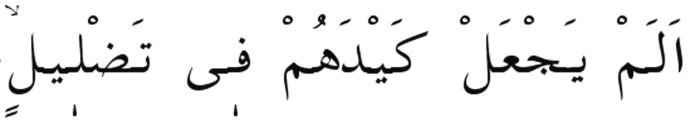 اَلَمْ يَجْعَلْ كَيْدَهُمْ فِى تَضْلِيلٍۙ